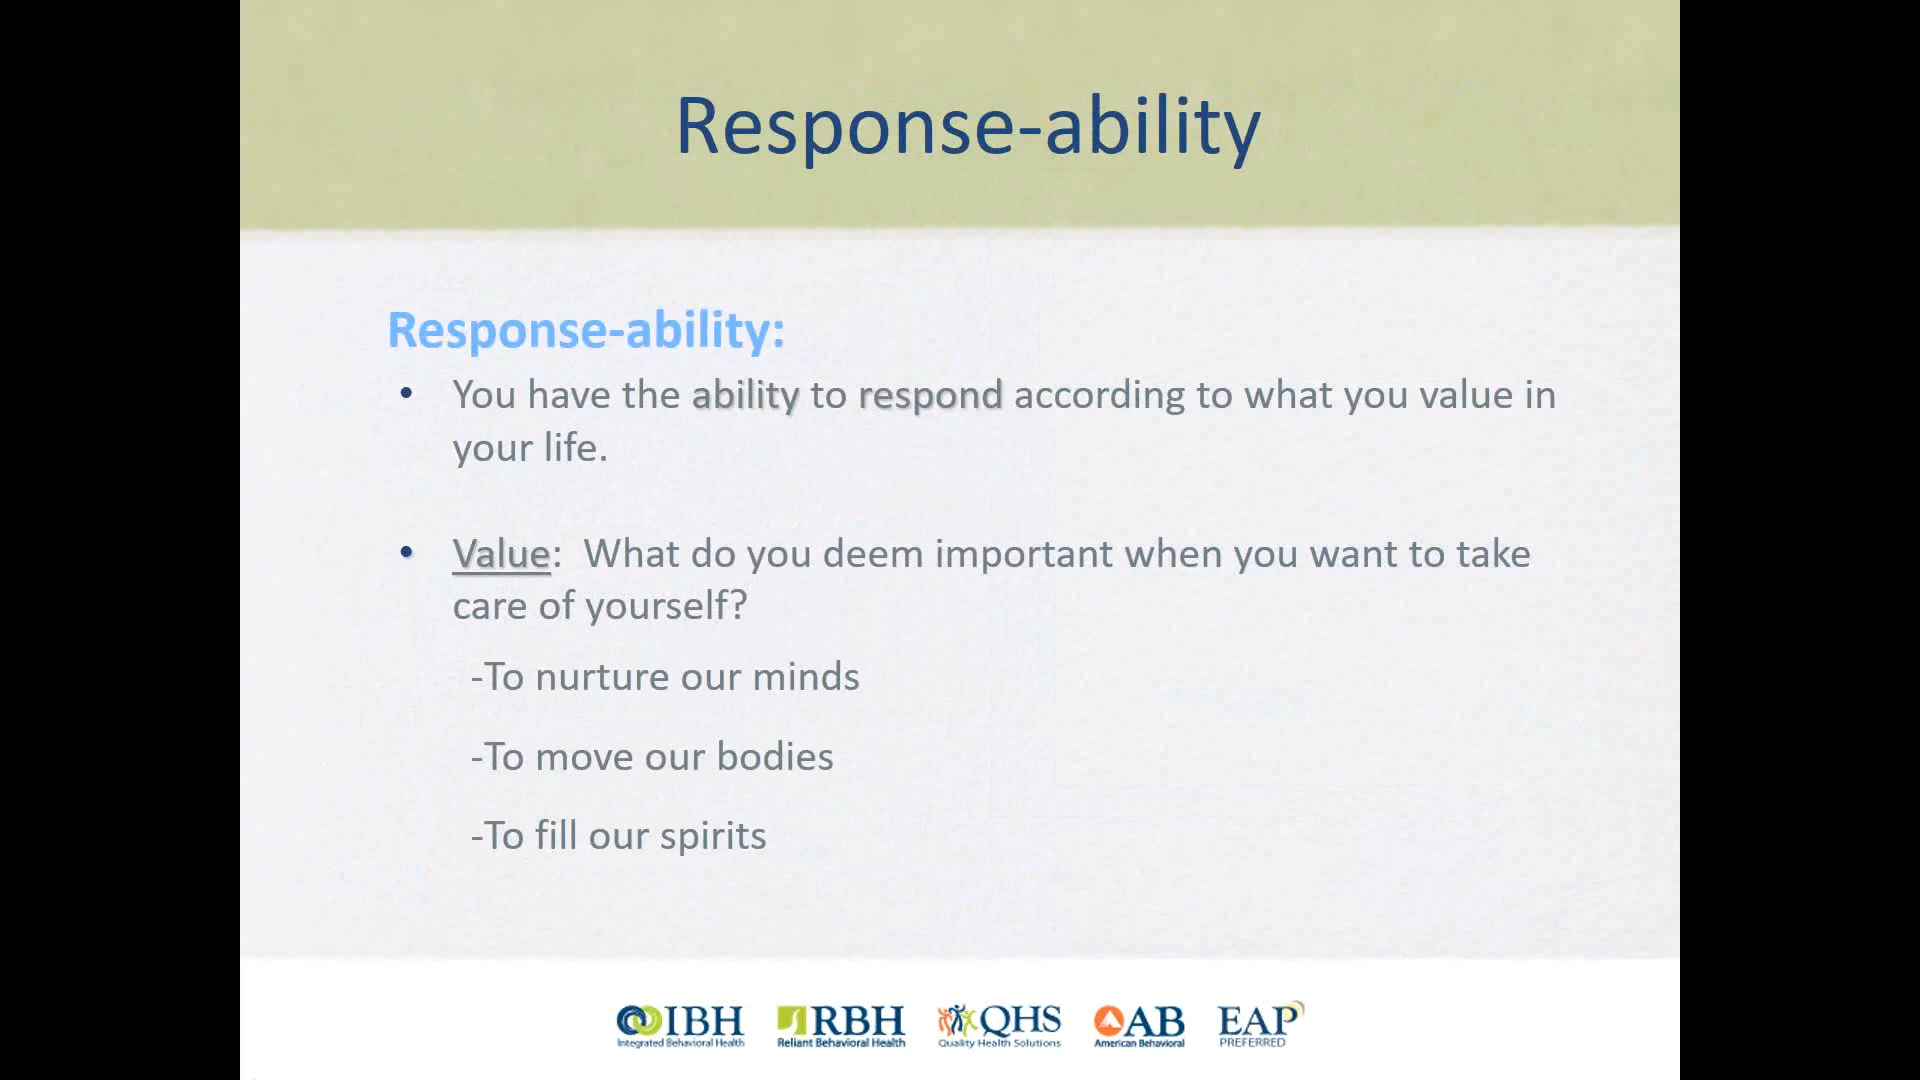 Response-ability
Response-ability:
• You have the ability to respond according to what you value in
your life.
• Value:  What do you deem important when you want to take
care of yourself?
-To nurture our minds
-To move our bodies
-To fill our spirits
IBH RBH QHS AB EAP
Integrated Behavioral Health Reliant Behavioral Health Quality Health Solutions American Behavioral PREFERRED